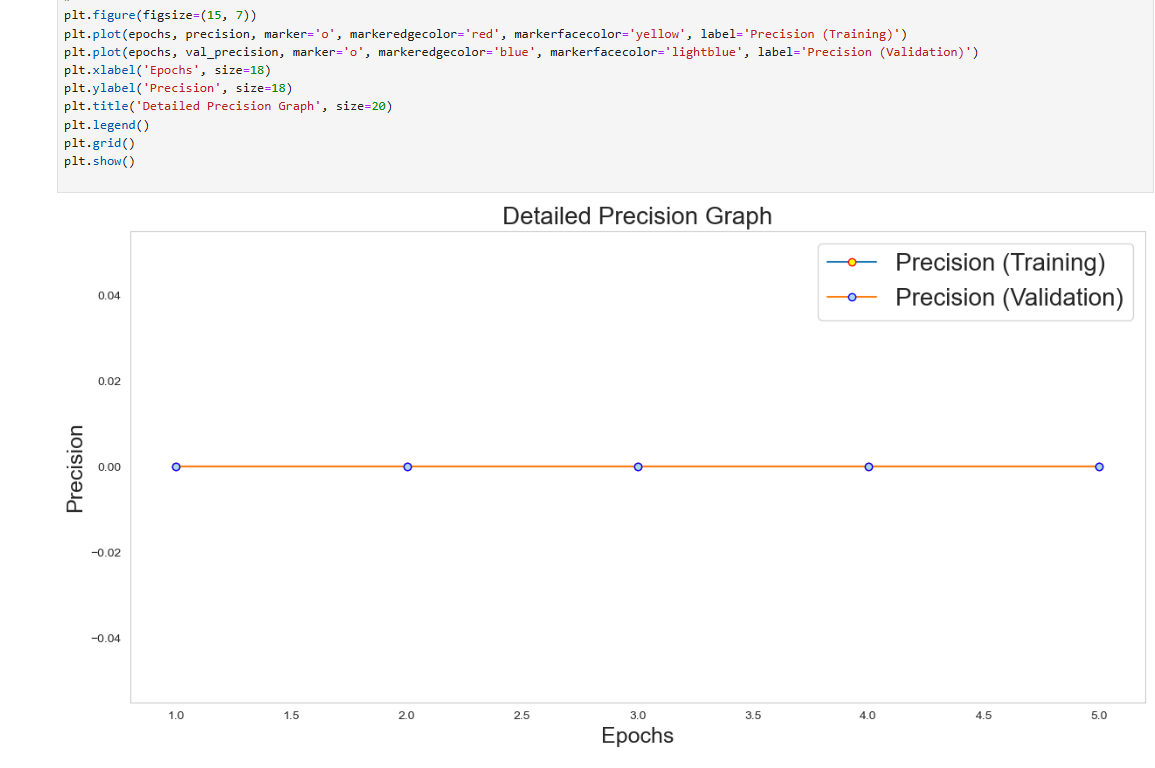 plt.figure(figsize=(15, 7))
plt.plot(epochs, precision, marker='o', markeredgecolor='red', markerfacecolor='yellow', label='Precision (Training)')
plt.plot(epochs, val_precision, marker='o', markeredgecolor='blue', markerfacecolor='lightblue', label='Precision (Validation)')
plt.xlabel('Epochs', size=18)
plt.ylabel('Precision', size=18)
plt.title('Detailed Precision Graph', size=20)
plt.legend()
plt.grid()
plt.show()
Detailed Precision Graph
Precision (Training)
Precision (Validation)
0.04
0.02
0.00
−0.02
−0.04
Precision
1.0 1.5 2.0 2.5 3.0 3.5 4.0 4.5 5.0
Epochs